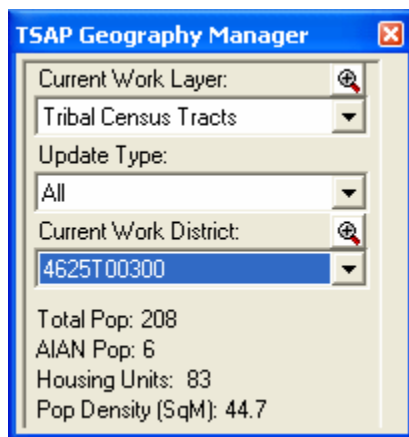 TSAP Geography Manager
Current Work Layer:
Tribal Census Tracts
Update Type:
All
Current Work District:
4625T00300
Total Pop: 208
AIAN Pop: 6
Housing Units:  83
Pop Density (SqM): 44.7